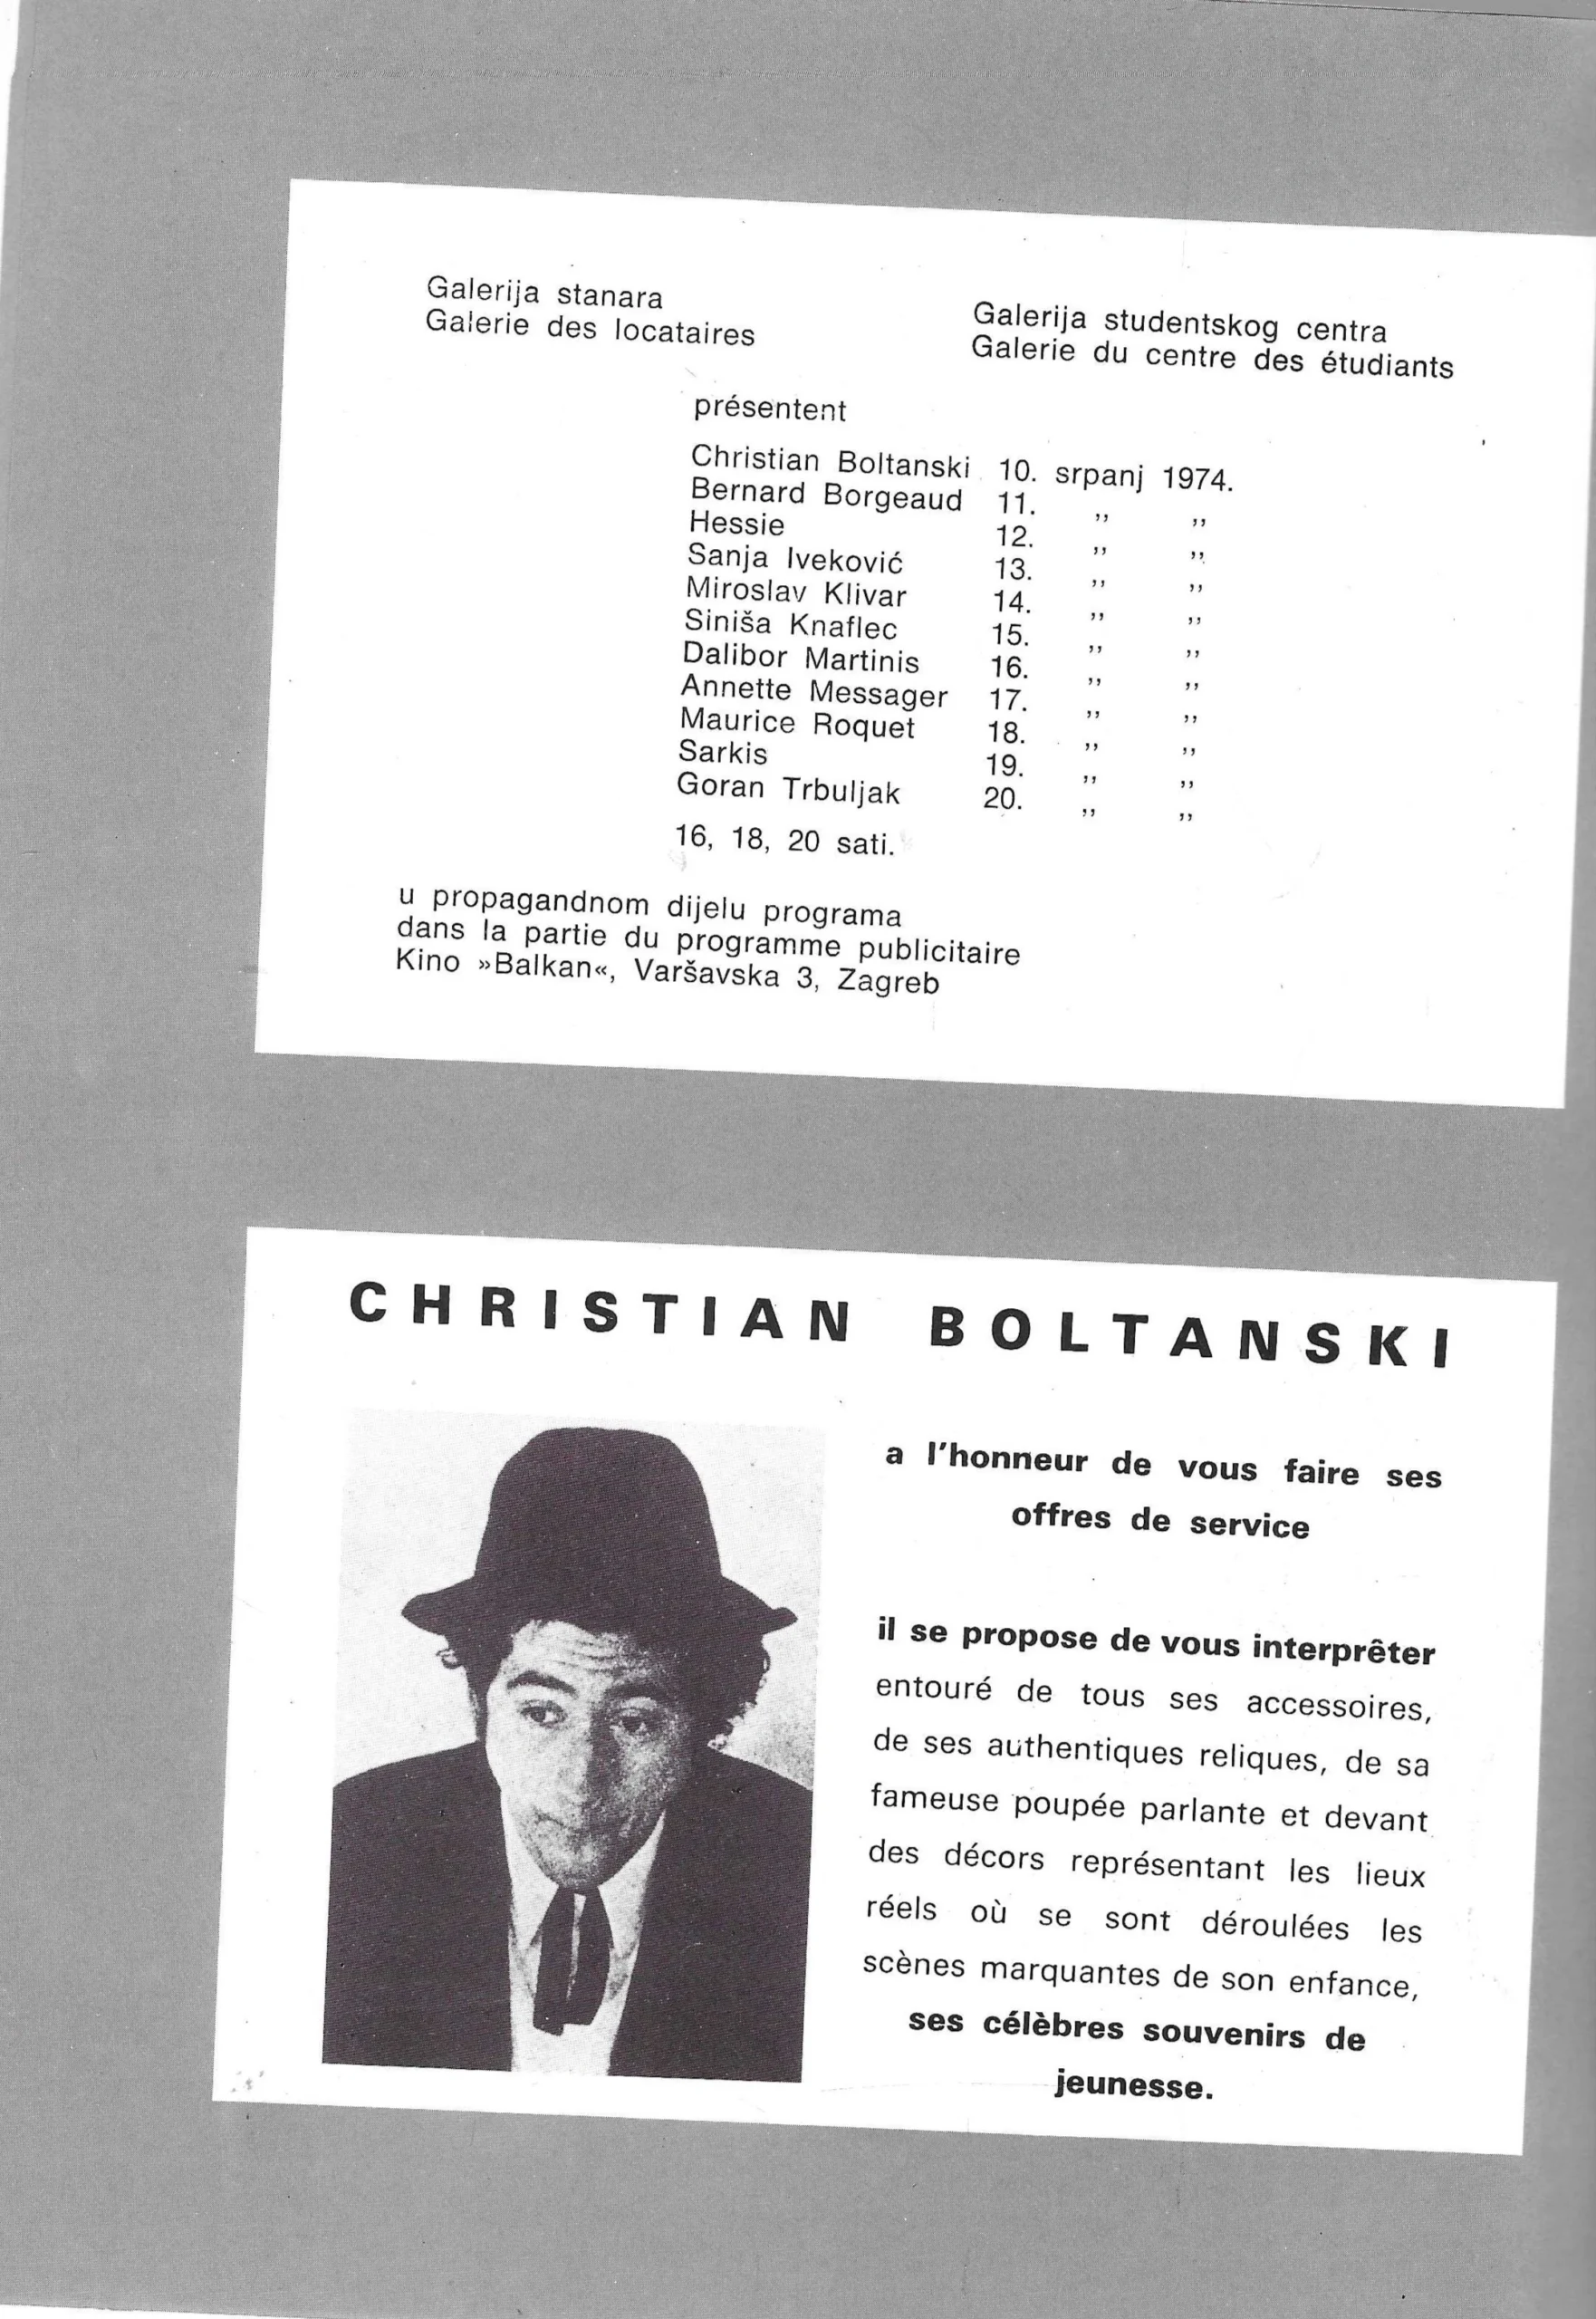 Galerija stanara
Galerie des locataires
Galerija studentskog centra
Galerie du centre des étudiants
présentent
Christian Boltanski 10. srpanj 1974.
Bernard Borgeaud 11. ,, ,,
Hessie 12. ,, ,,
Sanja Iveković 13. ,, ,,
Miroslav Klivar 14. ,, ,,
Siniša Knaflec 15. ,, ,,
Dalibor Martinis 16. ,, ,,
Annette Messager 17. ,, ,,
Maurice Roquet 18. ,, ,,
Sarkis 19. ,, ,,
Goran Trbuljak 20. ,, ,,
16, 18, 20 sati.
u propagandnom dijelu programa
dans la partie du programme publicitaire
Kino »Balkan«, Varšavska 3, Zagreb
CHRISTIAN BOLTANSKI
a l'honneur de vous faire ses
offres de service
il se propose de vous interprêter
entouré de tous ses accessoires,
de ses authentiques reliques, de sa
fameuse poupée parlante et devant
des décors représentant les lieux
réels où se sont déroulées les
scènes marquantes de son enfance,
ses célèbres souvenirs de
jeunesse.